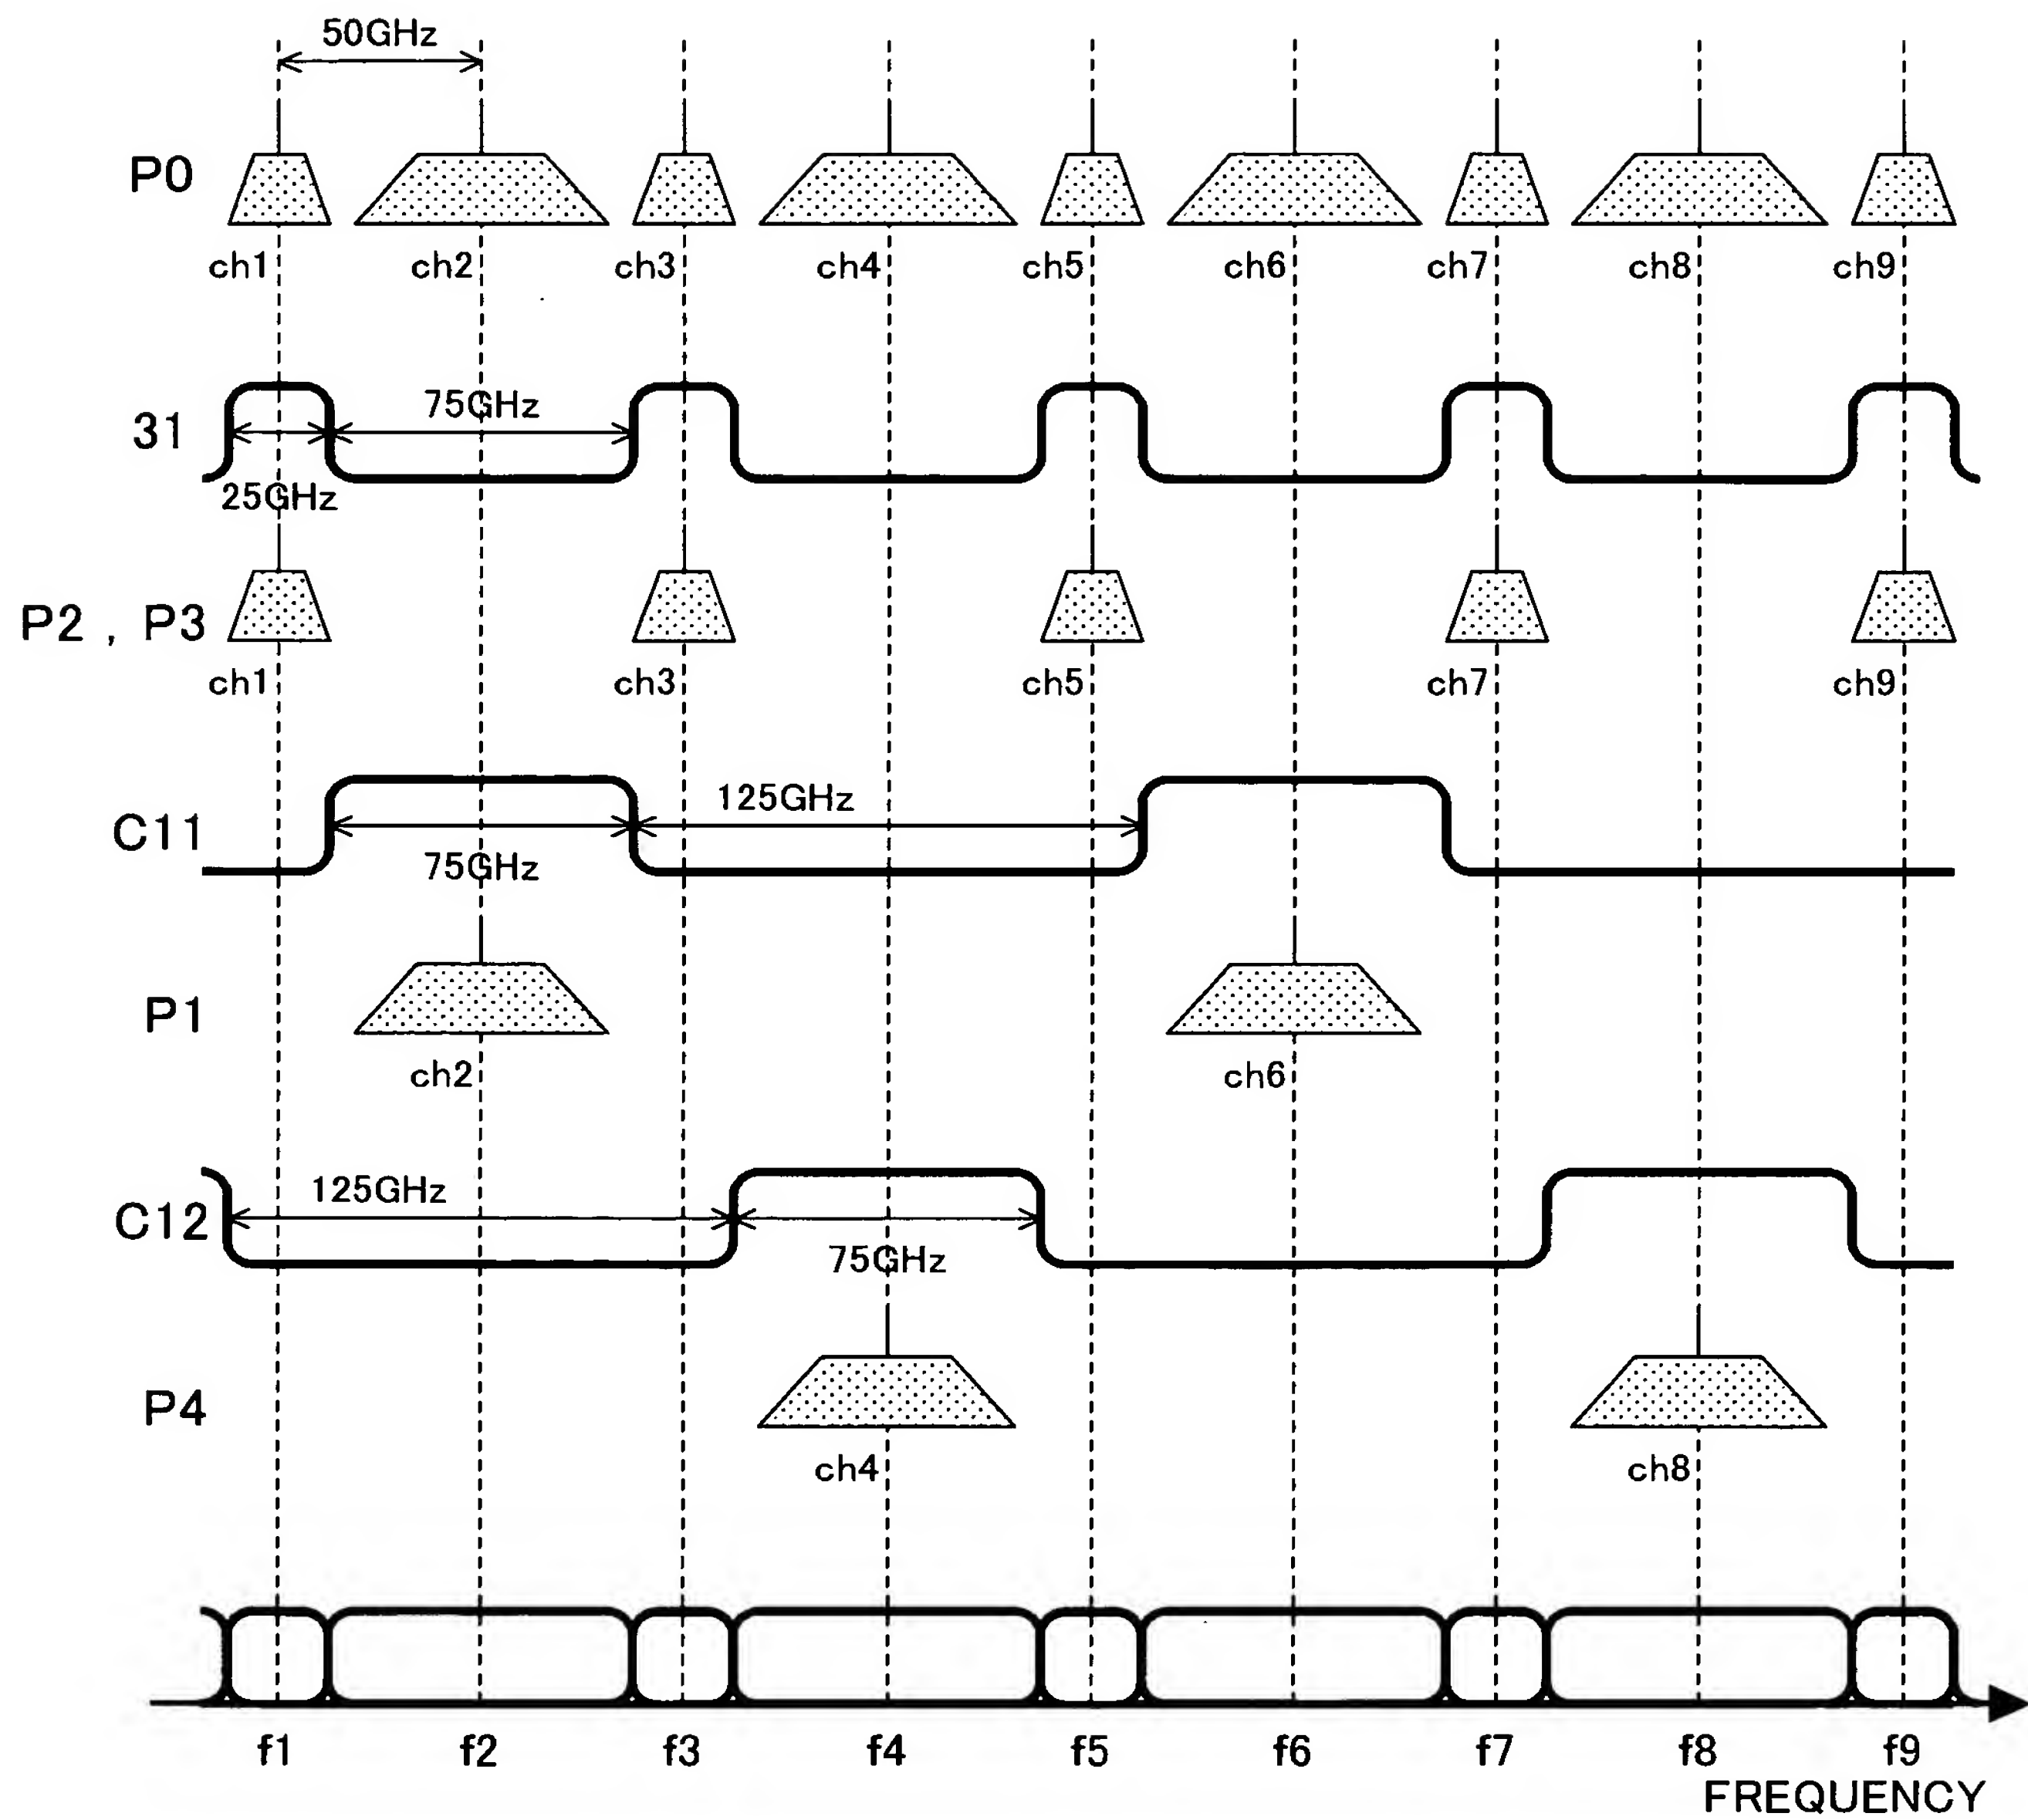 50GHz
P0
ch1 ch2 ch3 ch4 ch5 ch6 ch7 ch8 ch9
75GHz
31
25GHz
P2 , P3
ch1 ch3 ch5 ch7 ch9
125GHz
C11
75GHz
P1
ch2 ch6
125GHz
C12
75GHz
P4
ch4 ch8
f1 f2 f3 f4 f5 f6 f7 f8 f9
FREQUENCY